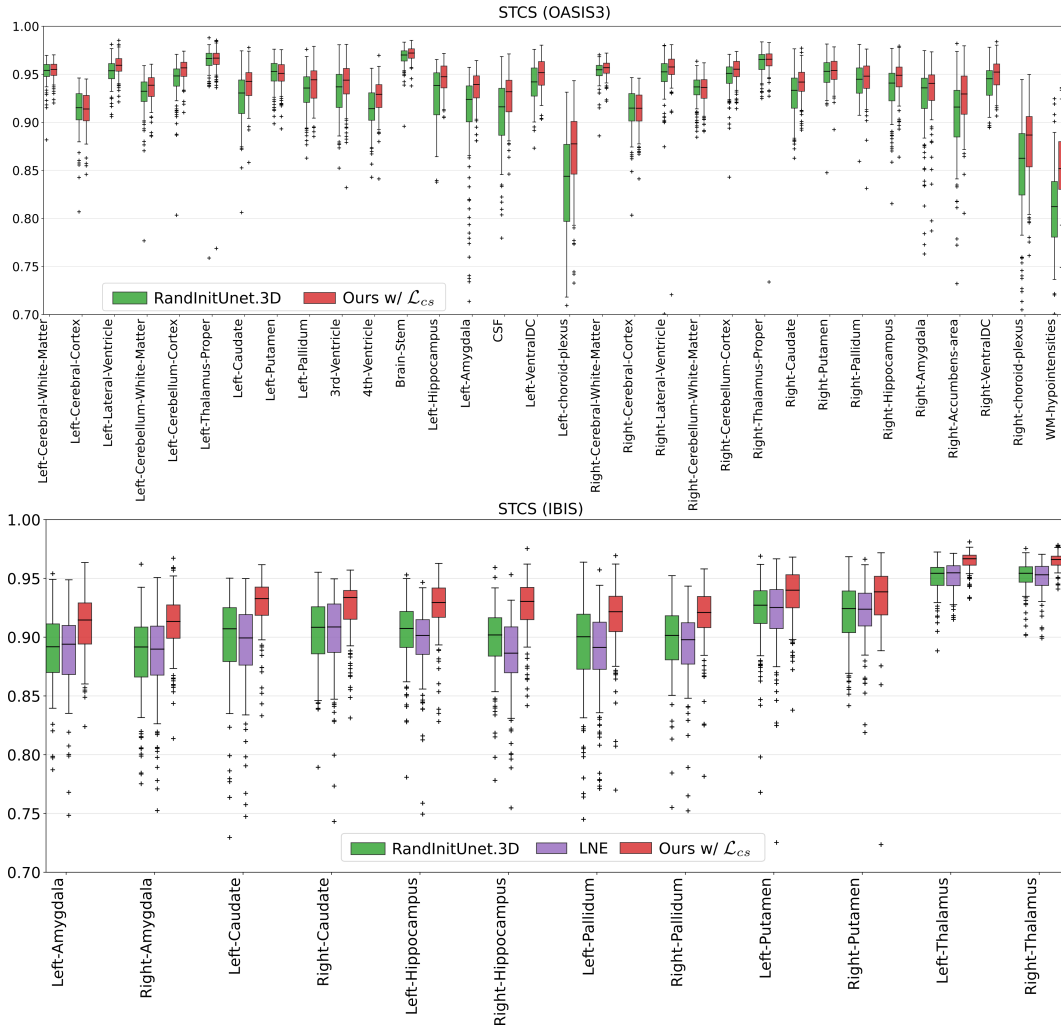 STCS (OASIS3)
1.00
0.95
0.90
0.85
0.80
0.75
0.70
RandInitUnet.3D
Ours w/ ℒcs
Left-Cerebral-White-Matter
Left-Cerebral-Cortex
Left-Lateral-Ventricle
Left-Cerebellum-White-Matter
Left-Cerebellum-Cortex
Left-Thalamus-Proper
Left-Caudate
Left-Putamen
Left-Pallidum
3rd-Ventricle
4th-Ventricle
Brain-Stem
Left-Hippocampus
Left-Amygdala
CSF
Left-VentralDC
Left-choroid-plexus
Right-Cerebral-White-Matter
Right-Cerebral-Cortex
Right-Lateral-Ventricle
Right-Cerebellum-White-Matter
Right-Cerebellum-Cortex
Right-Thalamus-Proper
Right-Caudate
Right-Putamen
Right-Pallidum
Right-Hippocampus
Right-Amygdala
Right-Accumbens-area
Right-VentralDC
Right-choroid-plexus
WM-hypointensities
STCS (IBIS)
1.00
0.95
0.90
0.85
0.80
0.75
0.70
RandInitUnet.3D
LNE
Ours w/ ℒcs
Left-Amygdala
Right-Amygdala
Left-Caudate
Right-Caudate
Left-Hippocampus
Right-Hippocampus
Left-Pallidum
Right-Pallidum
Left-Putamen
Right-Putamen
Left-Thalamus
Right-Thalamus